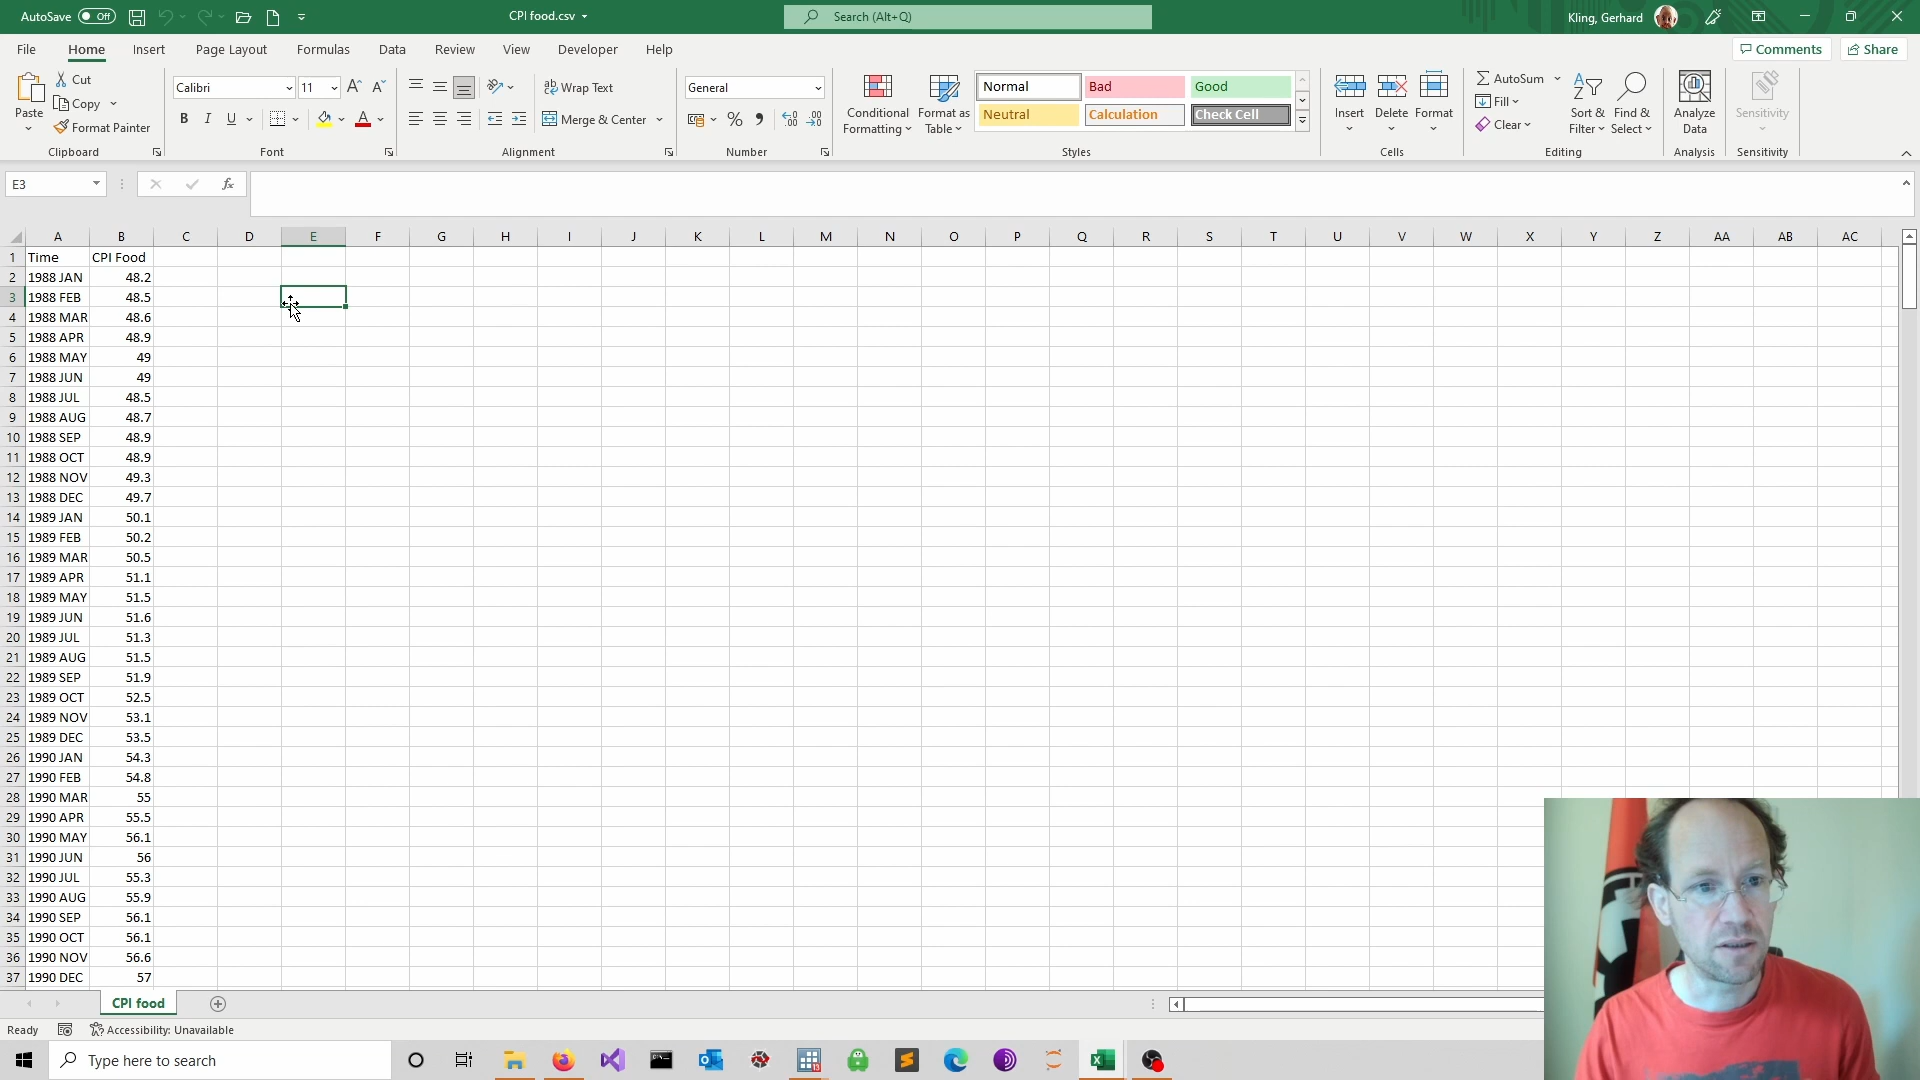 AutoSave Off CPI food.csv Search (Alt+Q) Kling, Gerhard
File Home Insert Page Layout Formulas Data Review View Developer Help Comments Share
Paste Cut Copy Format Painter
Calibri 11
Wrap Text
Merge & Center
General
Conditional Formatting Format as Table
Normal Bad Good
Neutral Calculation Check Cell
Insert Delete Format
AutoSum
Fill
Clear
Sort & Filter Find & Select
Analyze Data
Sensitivity
Clipboard Font Alignment Number Styles Cells Editing Analysis Sensitivity
E3 fx
A B C D E F G H I J K L M N O P Q R S T U V W X Y Z AA AB AC
1 Time CPI Food
2 1988 JAN 48.2
3 1988 FEB 48.5
4 1988 MAR 48.6
5 1988 APR 48.9
6 1988 MAY 49
7 1988 JUN 49
8 1988 JUL 48.5
9 1988 AUG 48.7
10 1988 SEP 48.9
11 1988 OCT 48.9
12 1988 NOV 49.3
13 1988 DEC 49.7
14 1989 JAN 50.1
15 1989 FEB 50.2
16 1989 MAR 50.5
17 1989 APR 51.1
18 1989 MAY 51.5
19 1989 JUN 51.6
20 1989 JUL 51.3
21 1989 AUG 51.5
22 1989 SEP 51.9
23 1989 OCT 52.5
24 1989 NOV 53.1
25 1989 DEC 53.5
26 1990 JAN 54.3
27 1990 FEB 54.8
28 1990 MAR 55
29 1990 APR 55.5
30 1990 MAY 56.1
31 1990 JUN 56
32 1990 JUL 55.3
33 1990 AUG 55.9
34 1990 SEP 56.1
35 1990 OCT 56.1
36 1990 NOV 56.6
37 1990 DEC 57
CPI food
Ready Accessibility: Unavailable
Type here to search